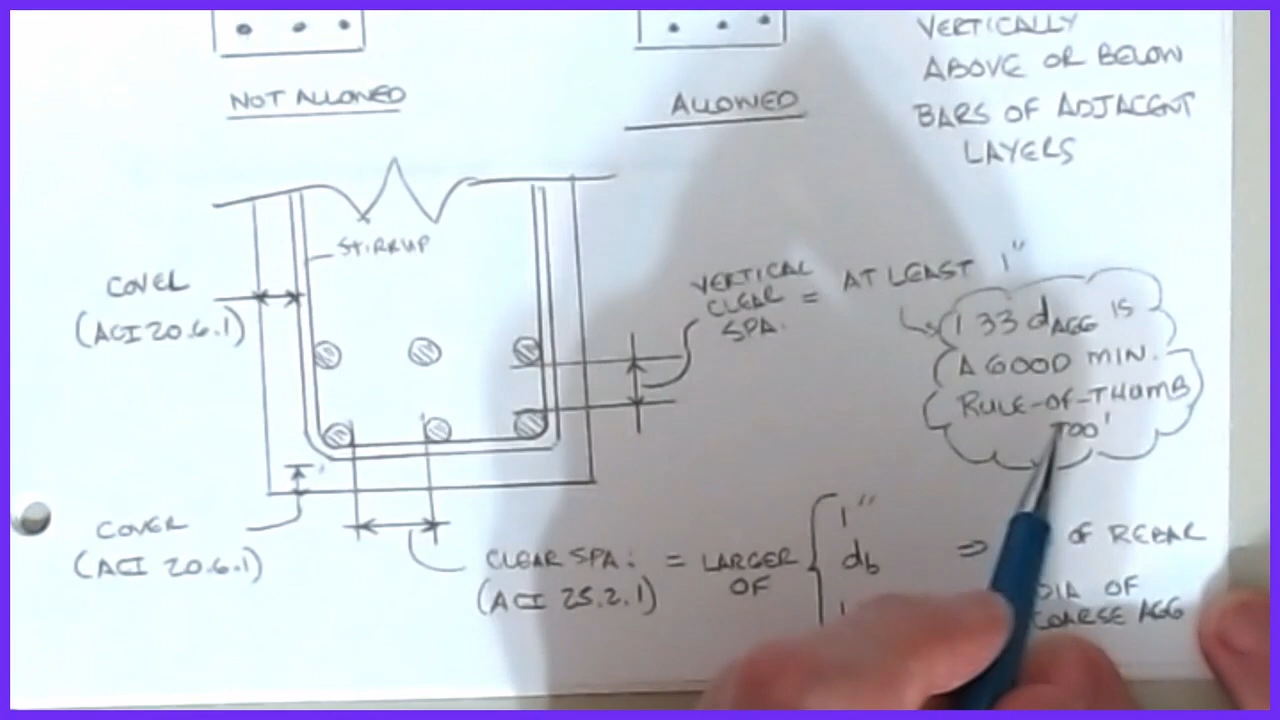 NOT ALLOWED
ALLOWED
VERTICALLY
ABOVE OR BELOW
BARS OF ADJACENT
LAYERS
STIRRUP
COVER
(ACI 20.6.1)
VERTICAL
CLEAR = AT LEAST 1"
SPA.
1.33 dAGG IS
A GOOD MIN.
RULE-OF-THUMB
TOO!
COVER
(ACI 20.6.1)
CLEAR SPA. = LARGER
OF
(ACI 25.2.1)
1"
db ⇒ OF REBAR
DIA OF
COARSE AGG